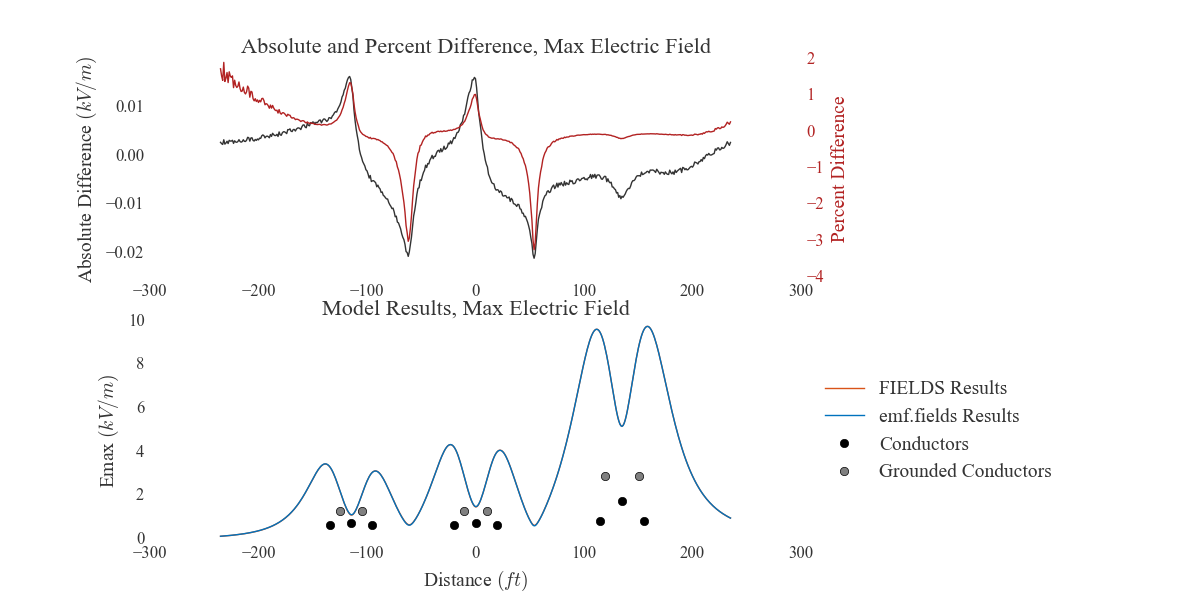 Absolute and Percent Difference, Max Electric Field
Absolute Difference (kV/m)
0.01
0.00
−0.01
−0.02
2
1
0
−1
−2
−3
−4
Percent Difference
−300 −200 −100 0 100 200 300
Model Results, Max Electric Field
Emax (kV/m)
10
8
6
4
2
0
−300 −200 −100 0 100 200 300
Distance (ft)
FIELDS Results
emf.fields Results
Conductors
Grounded Conductors